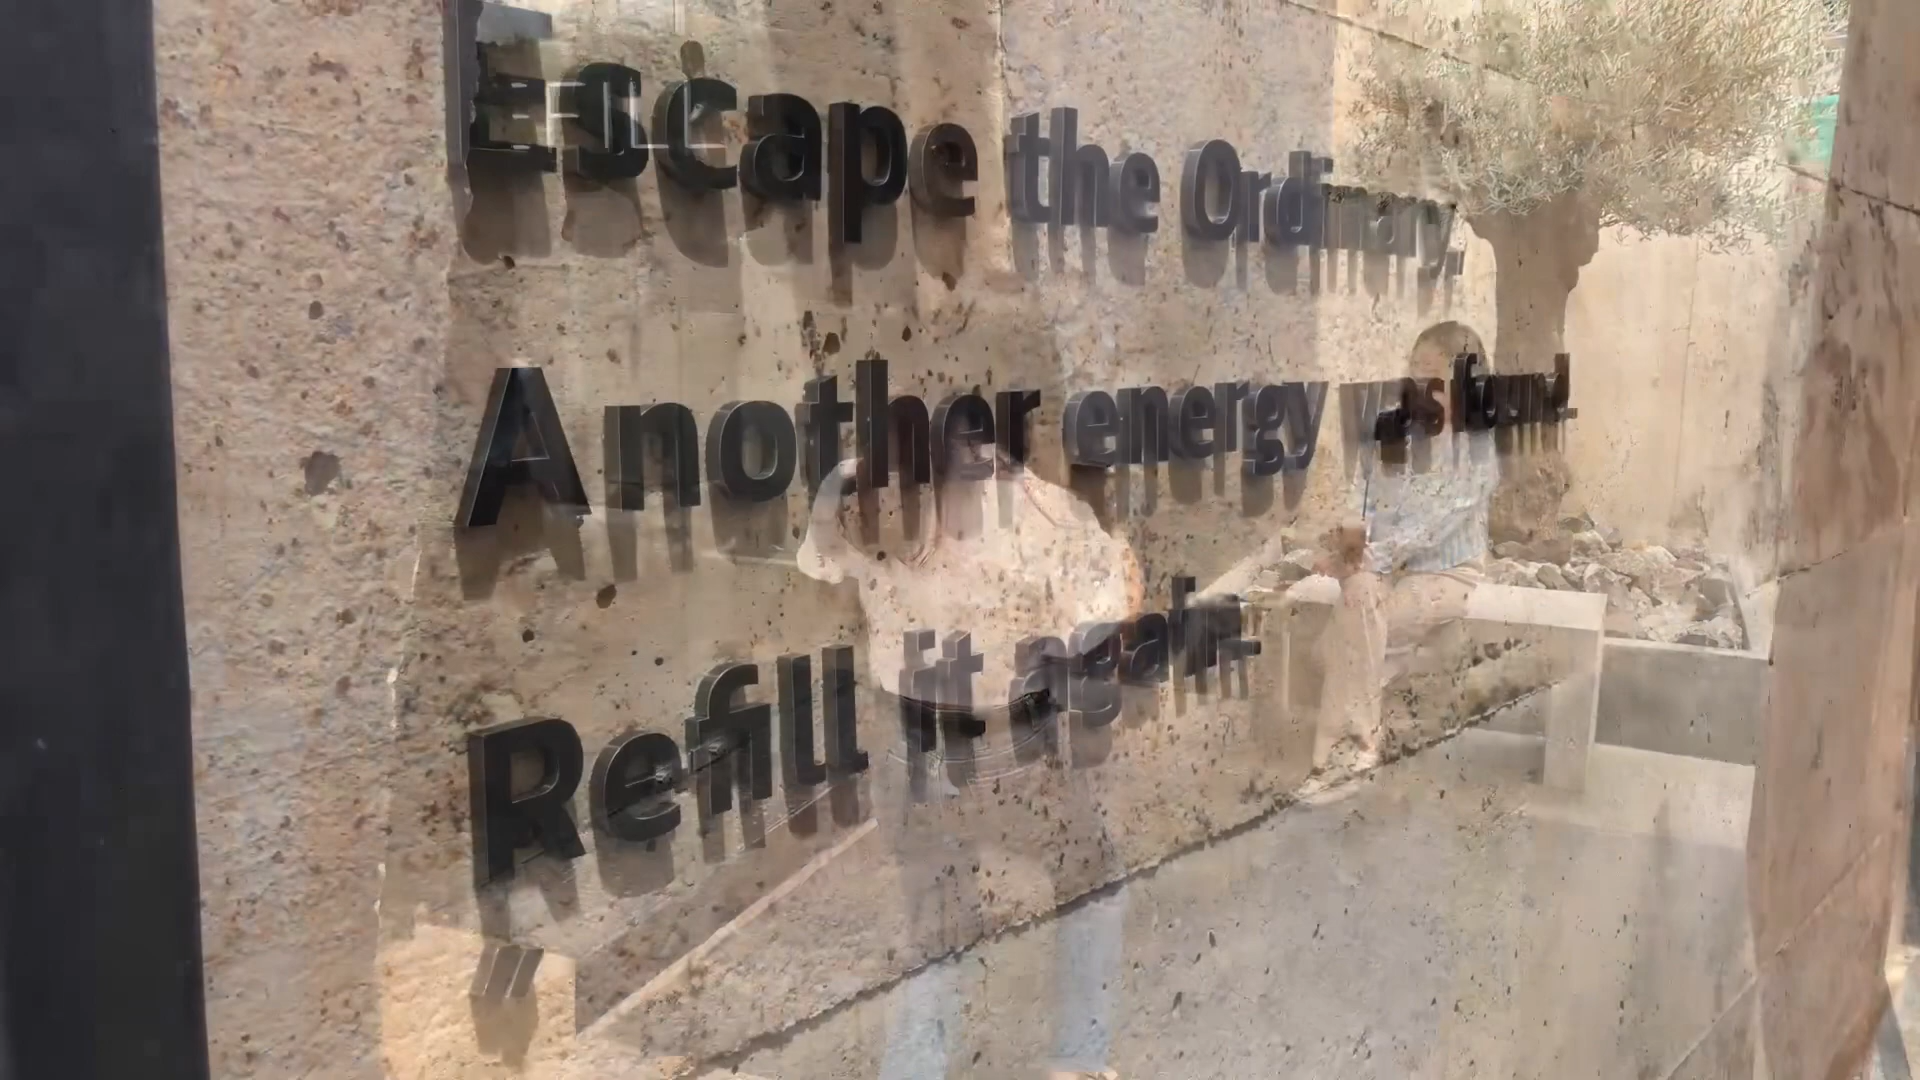 Escape the Ordinary.
Another energy was found.
Refill it again.
"